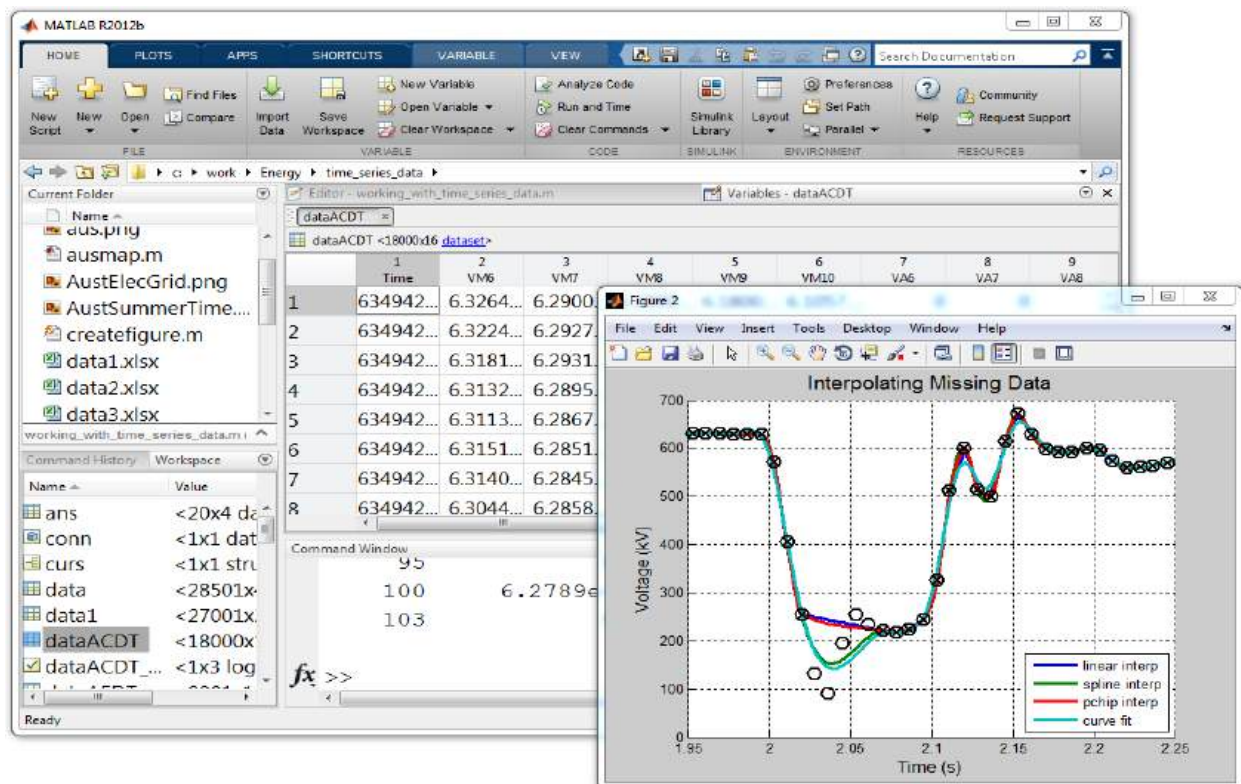 MATLAB R2012b
HOME PLOTS APPS SHORTCUTS VARIABLE VIEW Search Documentation
New Script New Open Find Files Compare Import Data Save Workspace New Variable Open Variable Clear Workspace Analyze Code Run and Time Clear Commands Simulink Library Layout Preferences Set Path Parallel Help Community Request Support
FILE VARIABLE CODE SIMULINK ENVIRONMENT RESOURCES
c: work Energy time_series_data
Current Folder
Name
aus.png
ausmap.m
AustElecGrid.png
AustSummerTime....
createfigure.m
data1.xlsx
data2.xlsx
data3.xlsx
working_with_time_series_data.m
Command History Workspace
Name Value
ans <20x4 da
conn <1x1 dat
curs <1x1 stru
data <28501x
data1 <27001x
dataACDT <18000x
dataACDT_... <1x3 log
Ready
Editor - working_with_time_series_data.m Variables - dataACDT
dataACDT
dataACDT <18000x16 dataset>
1 2 3 4 5 6 7 8 9
Time VM6 VM7 VM8 VM9 VM10 VA6 VA7 VA8
1 634942... 6.3264... 6.2900.
2 634942... 6.3224... 6.2927.
3 634942... 6.3181... 6.2931.
4 634942... 6.3132... 6.2895.
5 634942... 6.3113... 6.2867.
6 634942... 6.3151... 6.2851.
7 634942... 6.3140... 6.2845.
8 634942... 6.3044... 6.2858.
Command Window
95
100 6.2789e
103
fx >>
Figure 2
File Edit View Insert Tools Desktop Window Help
Interpolating Missing Data
700
600
500
400
300
200
100
0
Voltage (kV)
linear interp
spline interp
pchip interp
curve fit
1.95 2 2.05 2.1 2.15 2.2 2.25
Time (s)